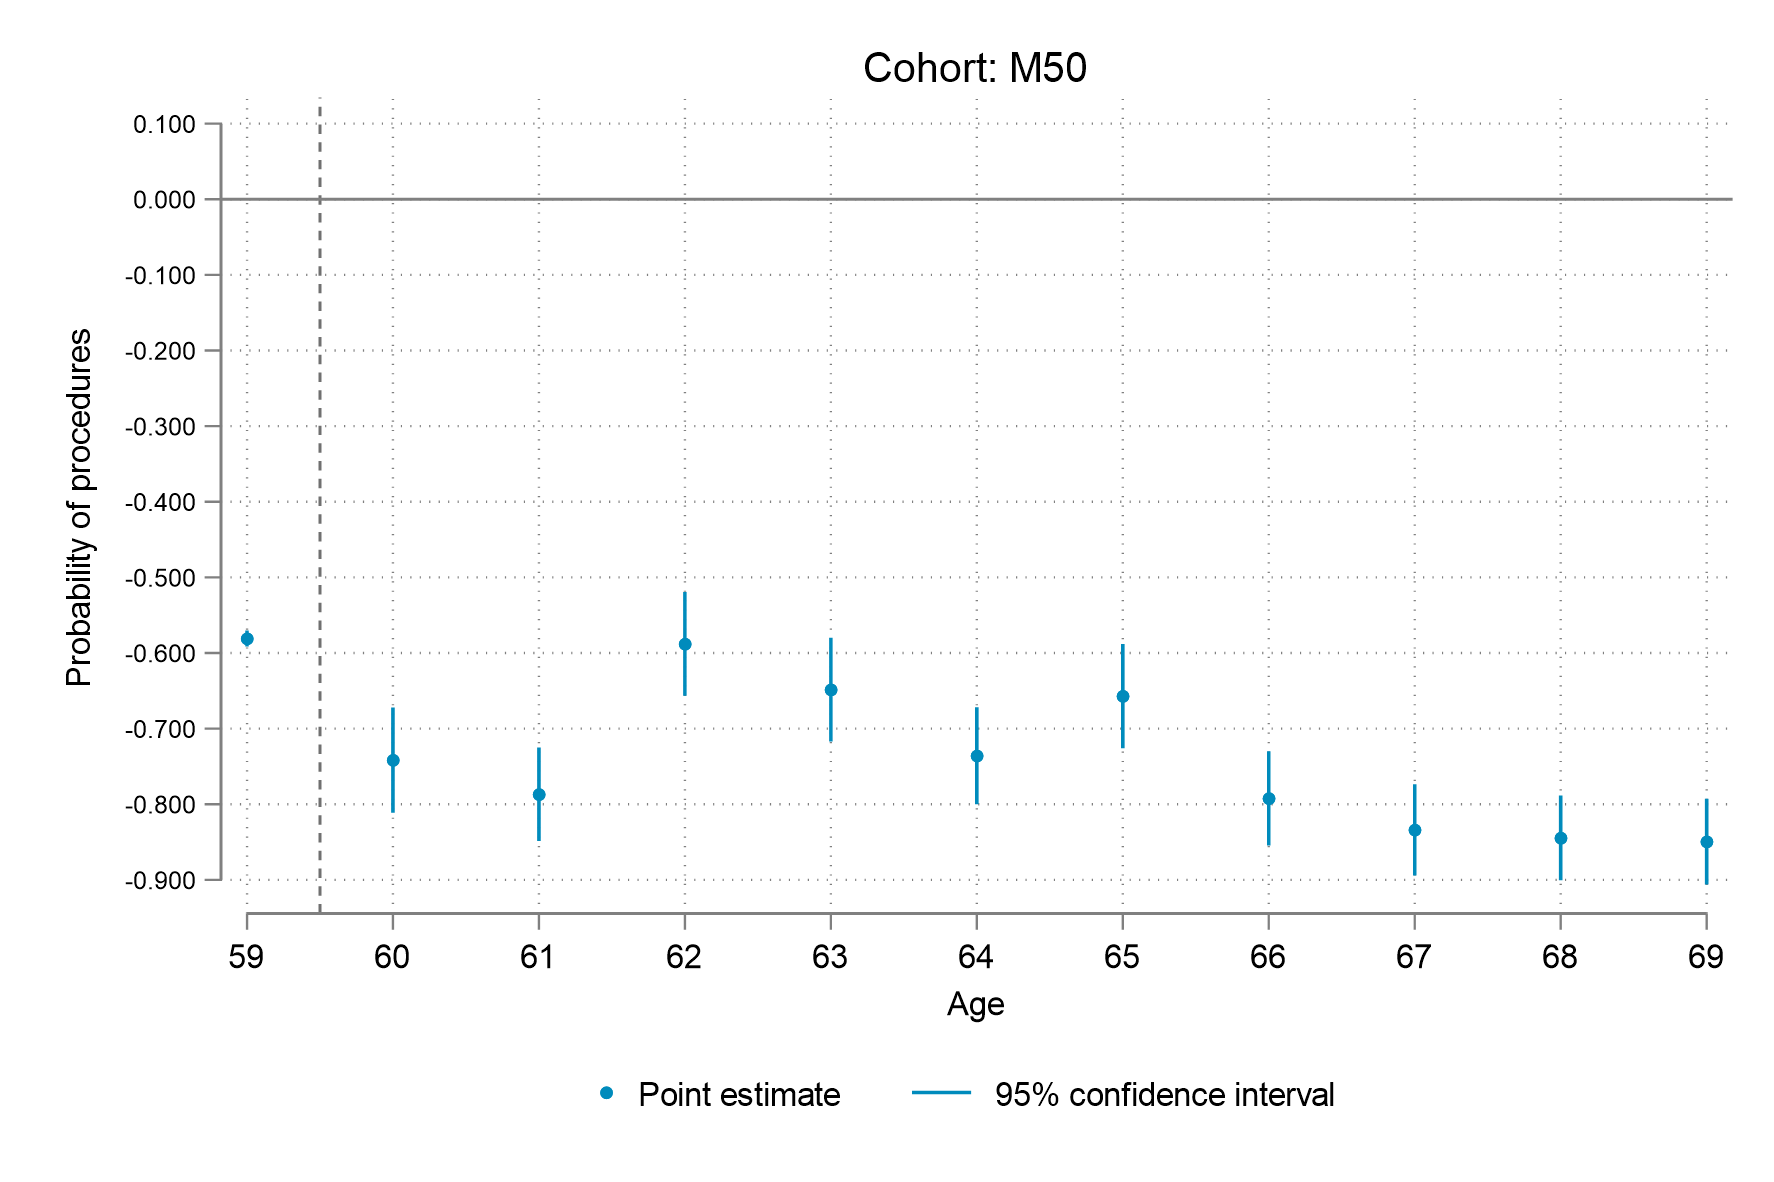 Cohort: M50
0.100
0.000
-0.100
-0.200
-0.300
-0.400
-0.500
-0.600
-0.700
-0.800
-0.900
Probability of procedures
59 60 61 62 63 64 65 66 67 68 69
Age
Point estimate 95% confidence interval